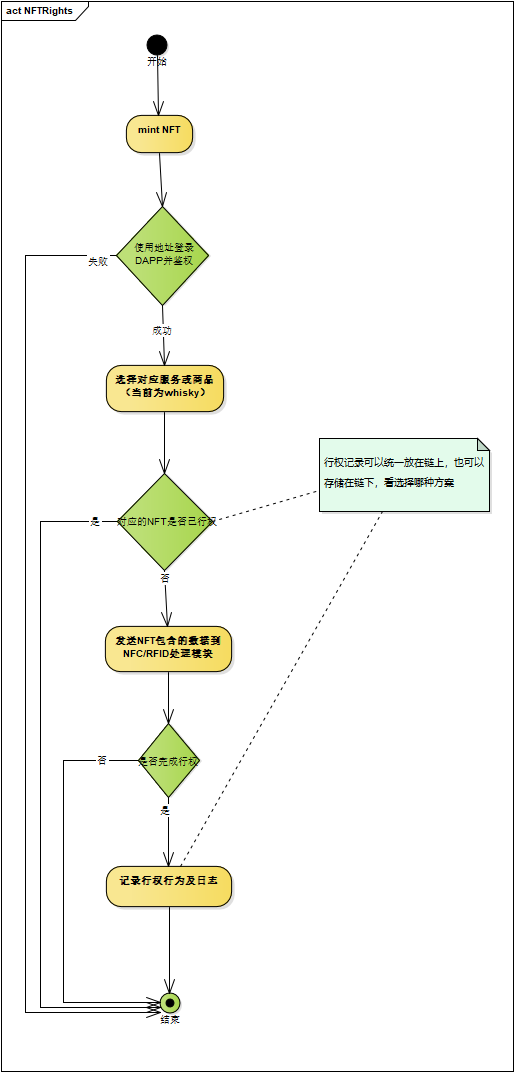 act NFTRights
开始
mint NFT
使用地址登录
DAPP并鉴权
失败
成功
选择对应服务或商品
（当前为whisky）
行权记录可以统一放在链上，也可以
存储在链下，看选择哪种方案
是
对应的NFT是否已行权
否
发送NFT包含的数据到
NFC/RFID处理模块
否
是否完成行权
是
记录行权行为及日志
结束